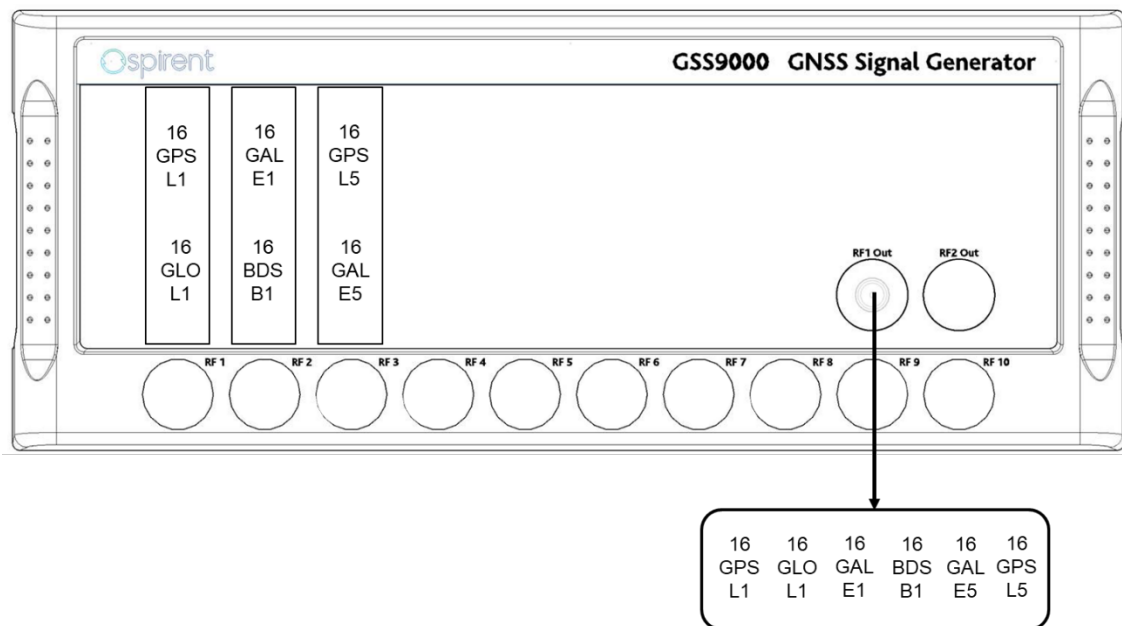 spirent
GSS9000 GNSS Signal Generator
16
GPS
L1
16
GLO
L1
16
GAL
E1
16
BDS
B1
16
GPS
L5
16
GAL
E5
RF1 Out
RF2 Out
RF 1
RF 2
RF 3
RF 4
RF 5
RF 6
RF 7
RF 8
RF 9
RF 10
16 16 16 16 16 16
GPS GLO GAL BDS GAL GPS
L1 L1 E1 B1 E5 L5